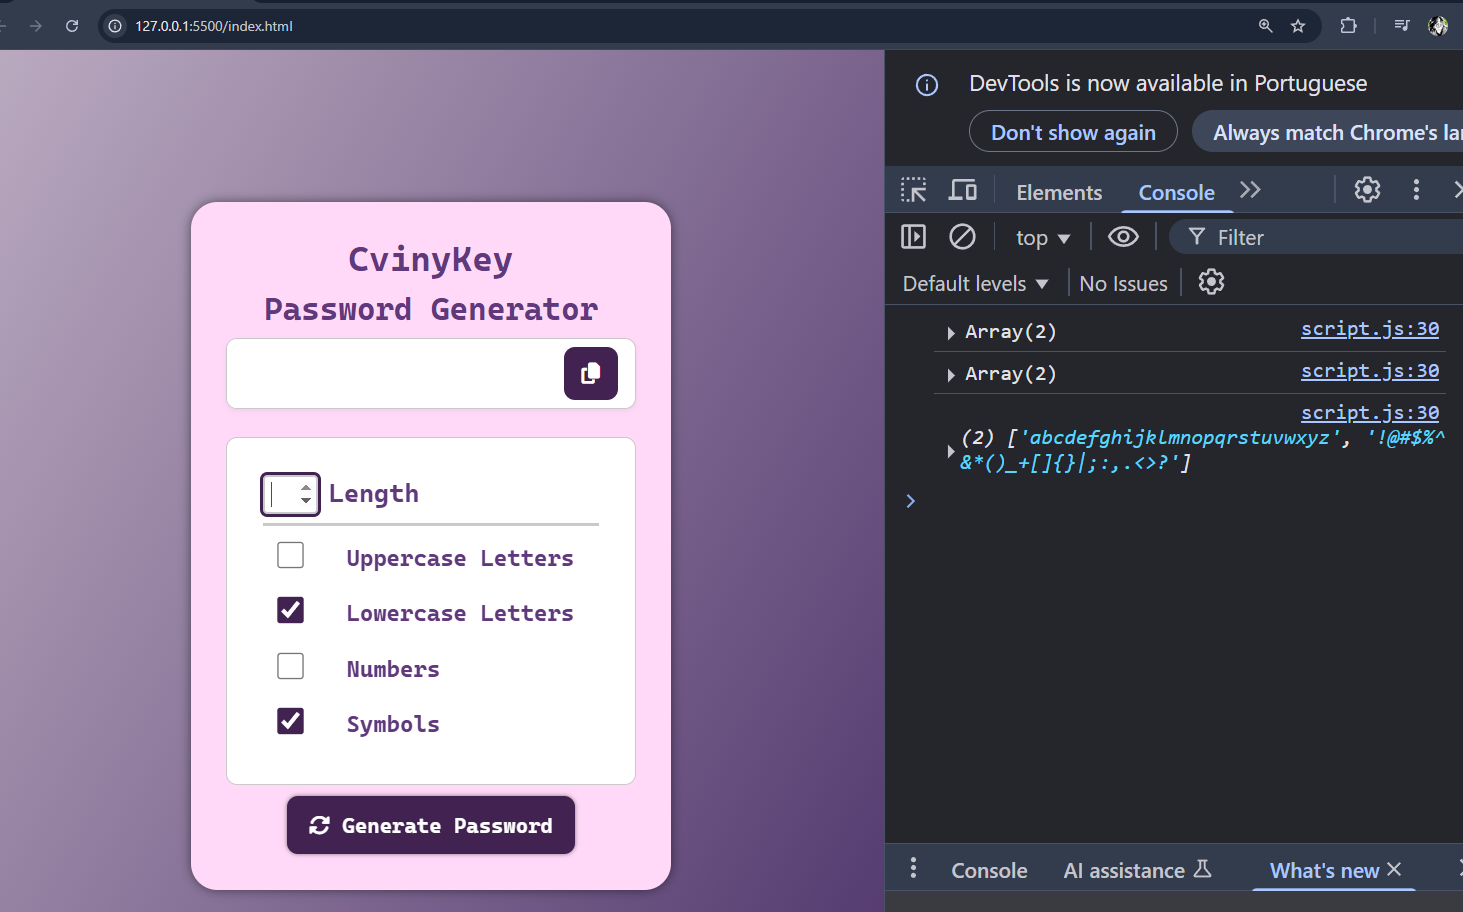 127.0.0.1:5500/index.html
CvinyKey
Password Generator
Length
Uppercase Letters
Lowercase Letters
Numbers
Symbols
Generate Password
DevTools is now available in Portuguese
Don't show again
Always match Chrome's la
Elements Console
top Filter
Default levels No Issues
Array(2) script.js:30
Array(2) script.js:30
script.js:30
(2) ['abcdefghijklmnopqrstuvwxyz', '!@#$%^
&*()_+[]{}|;:,.<>?']
Console AI assistance What's new